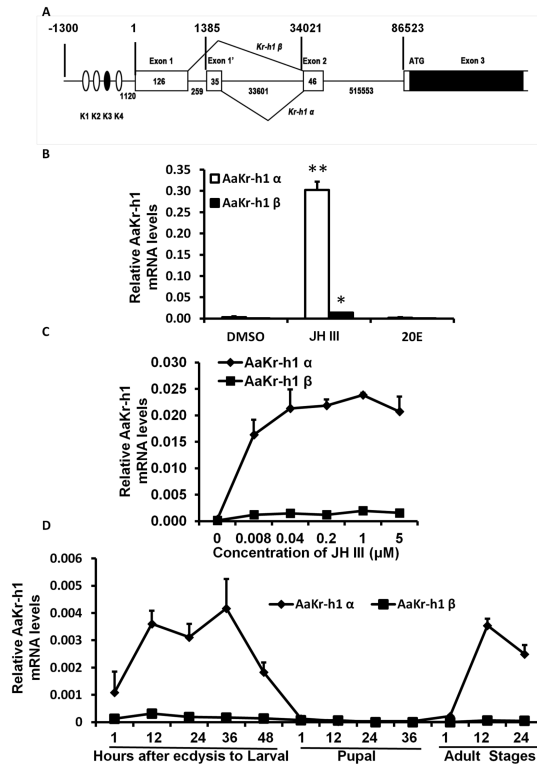 A
-1300 1 1385 34021 86523
Kr-h1 β
Exon 1 Exon 1' Exon 2 ATG Exon 3
126 35 46
1120 259 33601 515553
K1 K2 K3 K4
Kr-h1 α
B
Relative AaKr-h1
mRNA levels
0.35
0.30
0.25
0.20
0.15
0.10
0.05
0.00
AaKr-h1 α
AaKr-h1 β
**
*
DMSO JH III 20E
C
Relative AaKr-h1
mRNA levels
0.030
0.025
0.020
0.015
0.010
0.005
0.000
AaKr-h1 α
AaKr-h1 β
0 0.008 0.04 0.2 1 5
Concentration of JH III (μM)
D
Relative AaKr-h1
mRNA levels
0.006
0.005
0.004
0.003
0.002
0.001
0
AaKr-h1 α AaKr-h1 β
1 12 24 36 48 1 12 24 36 1 12 24
Hours after ecdysis to Larval Pupal Adult Stages